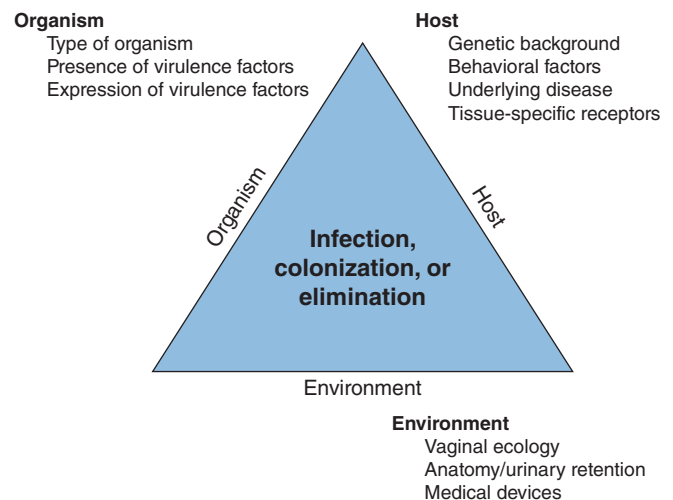 Organism
Type of organism
Presence of virulence factors
Expression of virulence factors
Host
Genetic background
Behavioral factors
Underlying disease
Tissue-specific receptors
Organism
Host
Infection,
colonization, or
elimination
Environment
Environment
Vaginal ecology
Anatomy/urinary retention
Medical devices